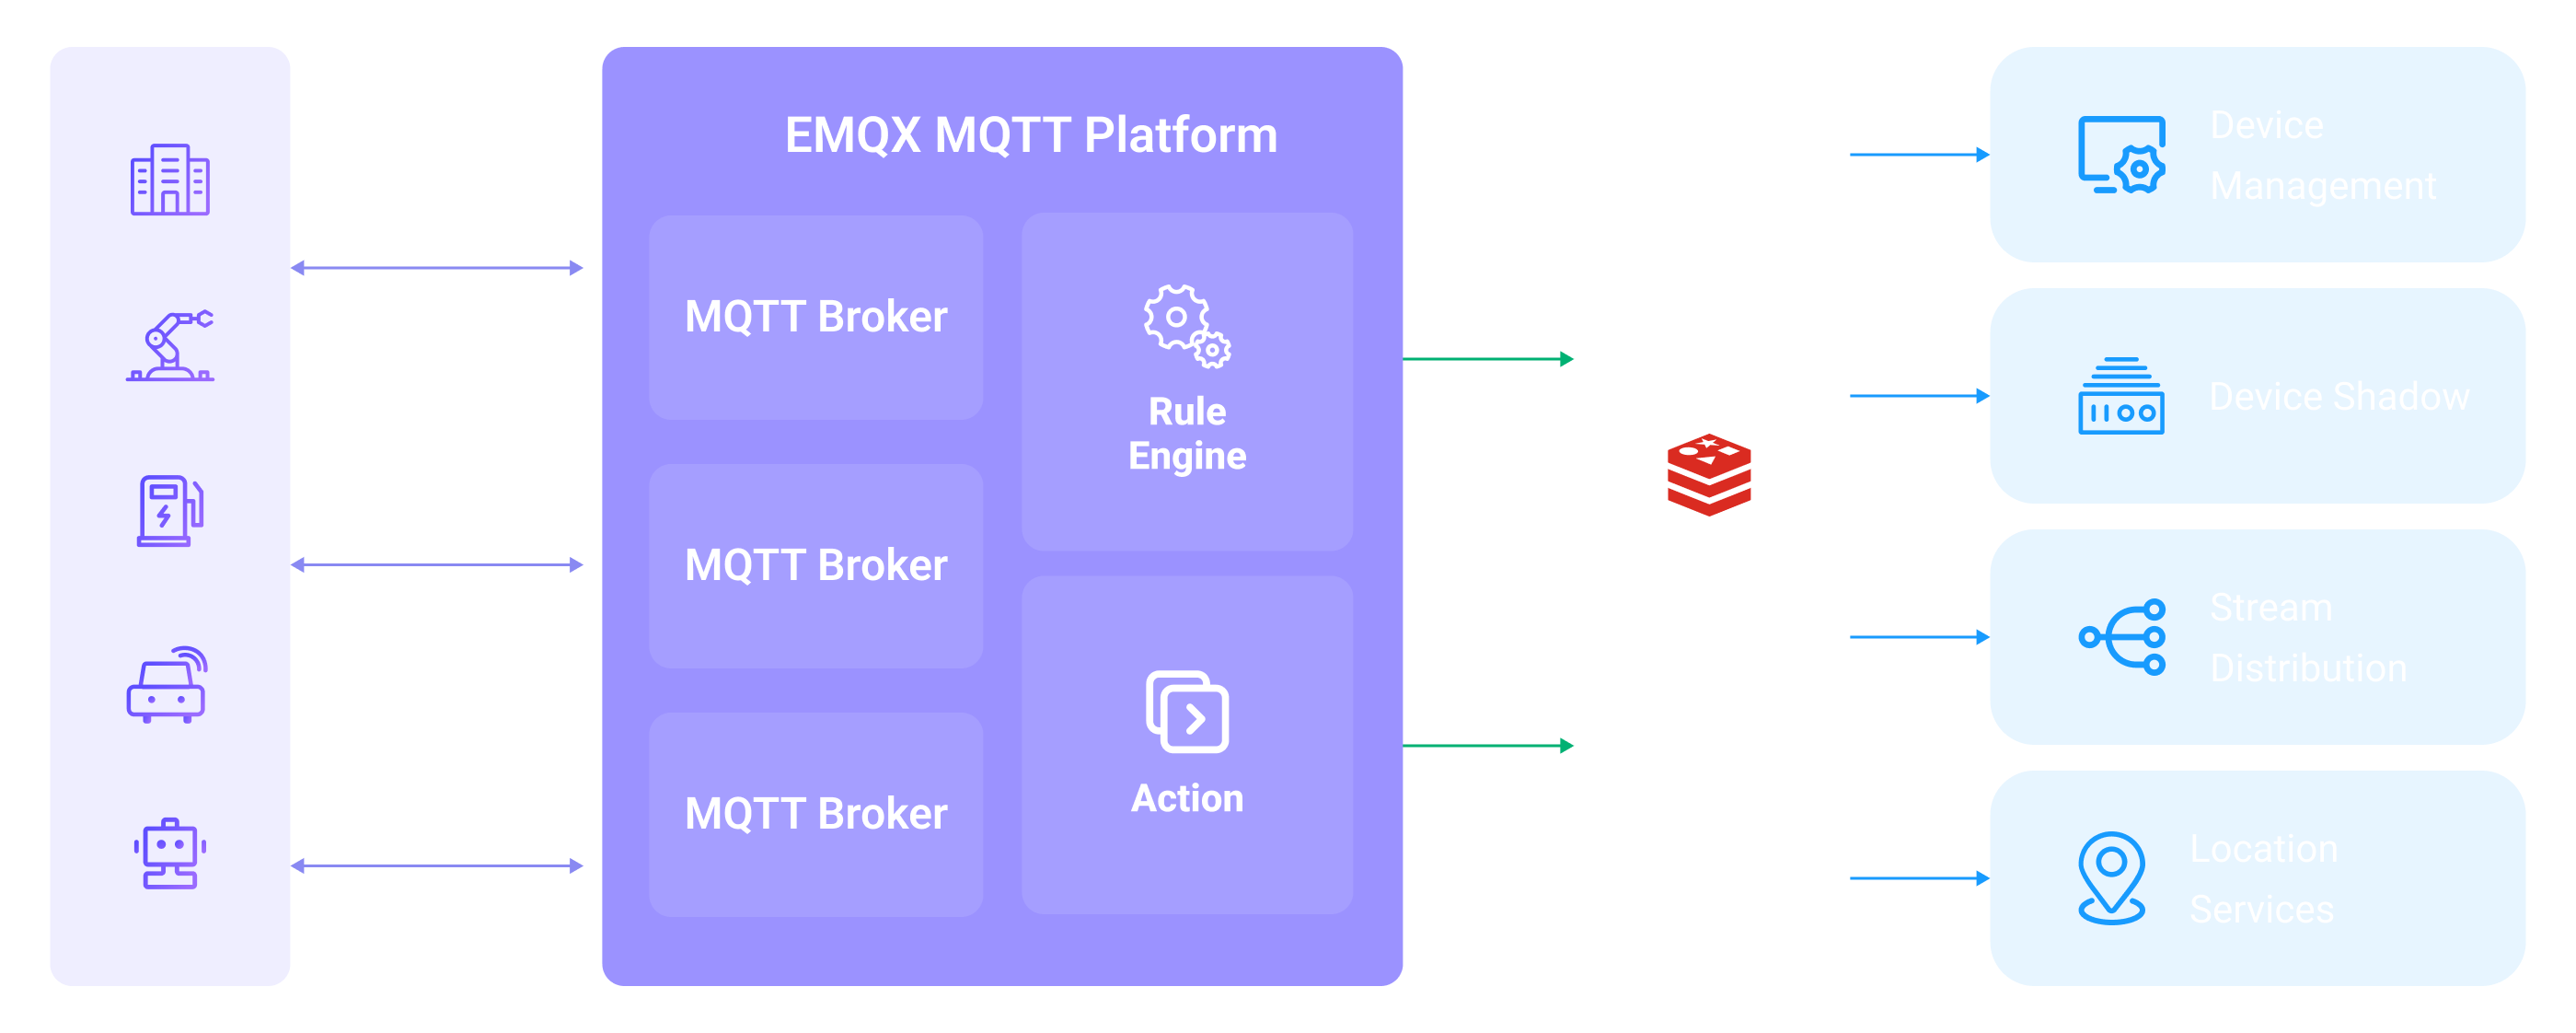 EMQX MQTT Platform
MQTT Broker
MQTT Broker
MQTT Broker
Rule
Engine
Action
Device
Management
Device Shadow
Stream
Distribution
Location
Services